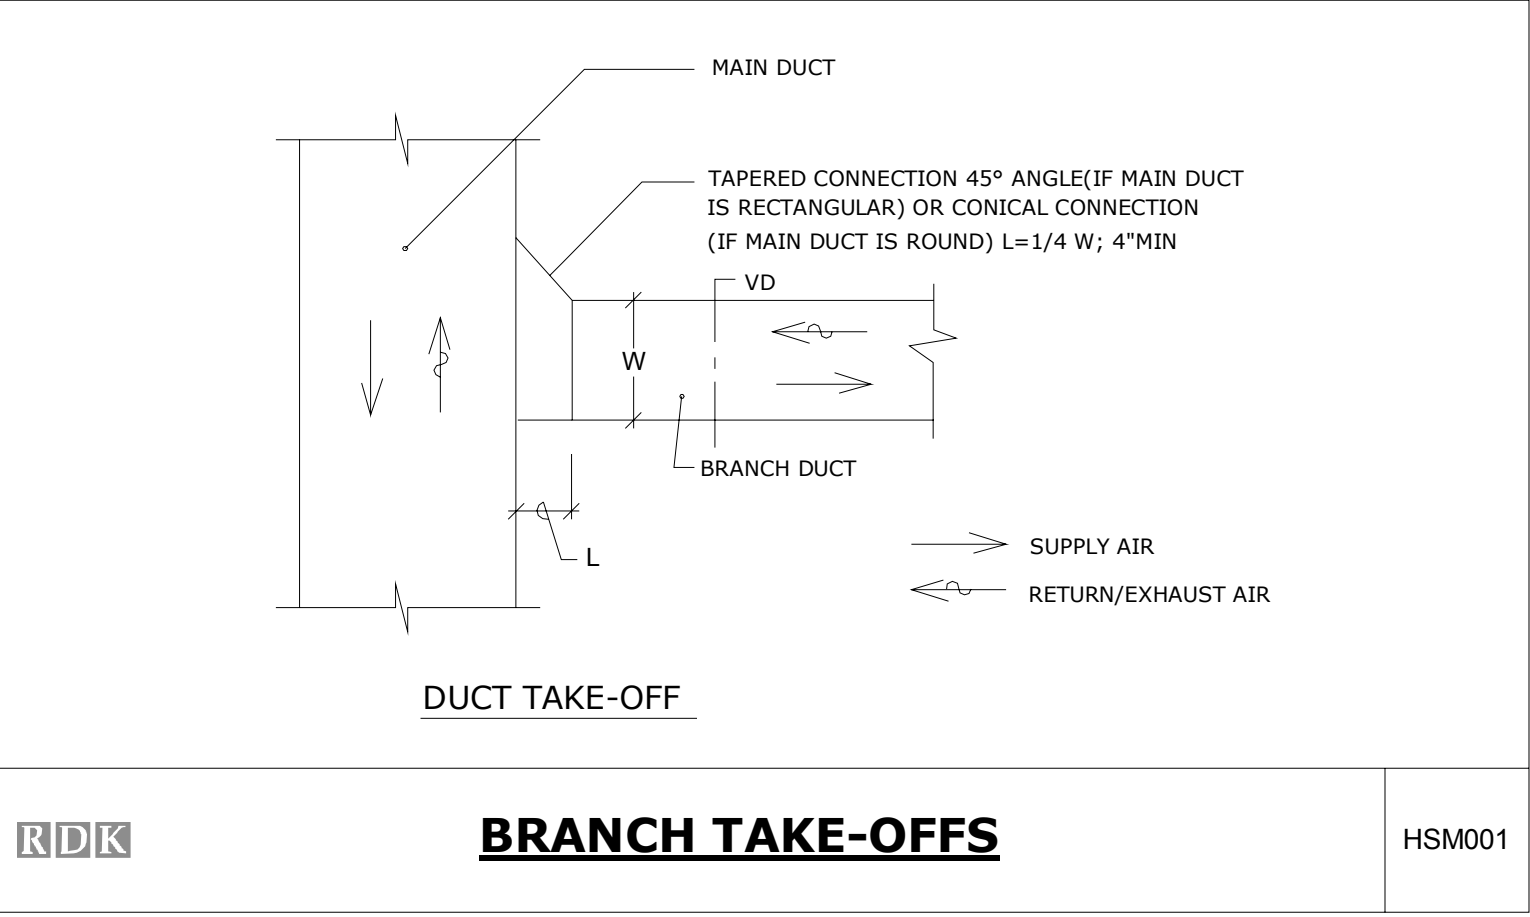 MAIN DUCT
TAPERED CONNECTION 45° ANGLE(IF MAIN DUCT
IS RECTANGULAR) OR CONICAL CONNECTION
(IF MAIN DUCT IS ROUND) L=1/4 W; 4"MIN
VD
W
BRANCH DUCT
L
SUPPLY AIR
RETURN/EXHAUST AIR
DUCT TAKE-OFF
RDK
BRANCH TAKE-OFFS
HSM001